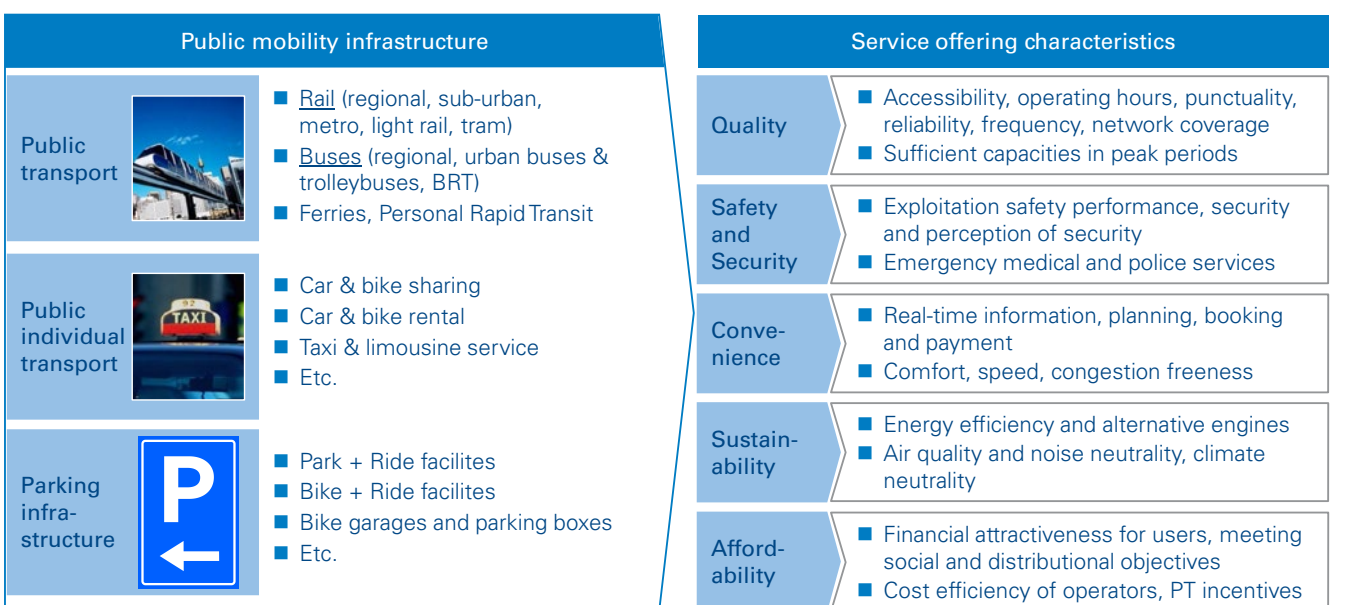 Public mobility infrastructure
Public
transport
■ Rail (regional, sub-urban,
metro, light rail, tram)
■ Buses (regional, urban buses &
trolleybuses, BRT)
■ Ferries, Personal Rapid Transit
Public
individual
transport
92
TAXI
■ Car & bike sharing
■ Car & bike rental
■ Taxi & limousine service
■ Etc.
Parking
infra-
structure
P
■ Park + Ride facilites
■ Bike + Ride facilites
■ Bike garages and parking boxes
■ Etc.
Service offering characteristics
Quality
■ Accessibility, operating hours, punctuality,
reliability, frequency, network coverage
■ Sufficient capacities in peak periods
Safety
and
Security
■ Exploitation safety performance, security
and perception of security
■ Emergency medical and police services
Conve-
nience
■ Real-time information, planning, booking
and payment
■ Comfort, speed, congestion freeness
Sustain-
ability
■ Energy efficiency and alternative engines
■ Air quality and noise neutrality, climate
neutrality
Afford-
ability
■ Financial attractiveness for users, meeting
social and distributional objectives
■ Cost efficiency of operators, PT incentives